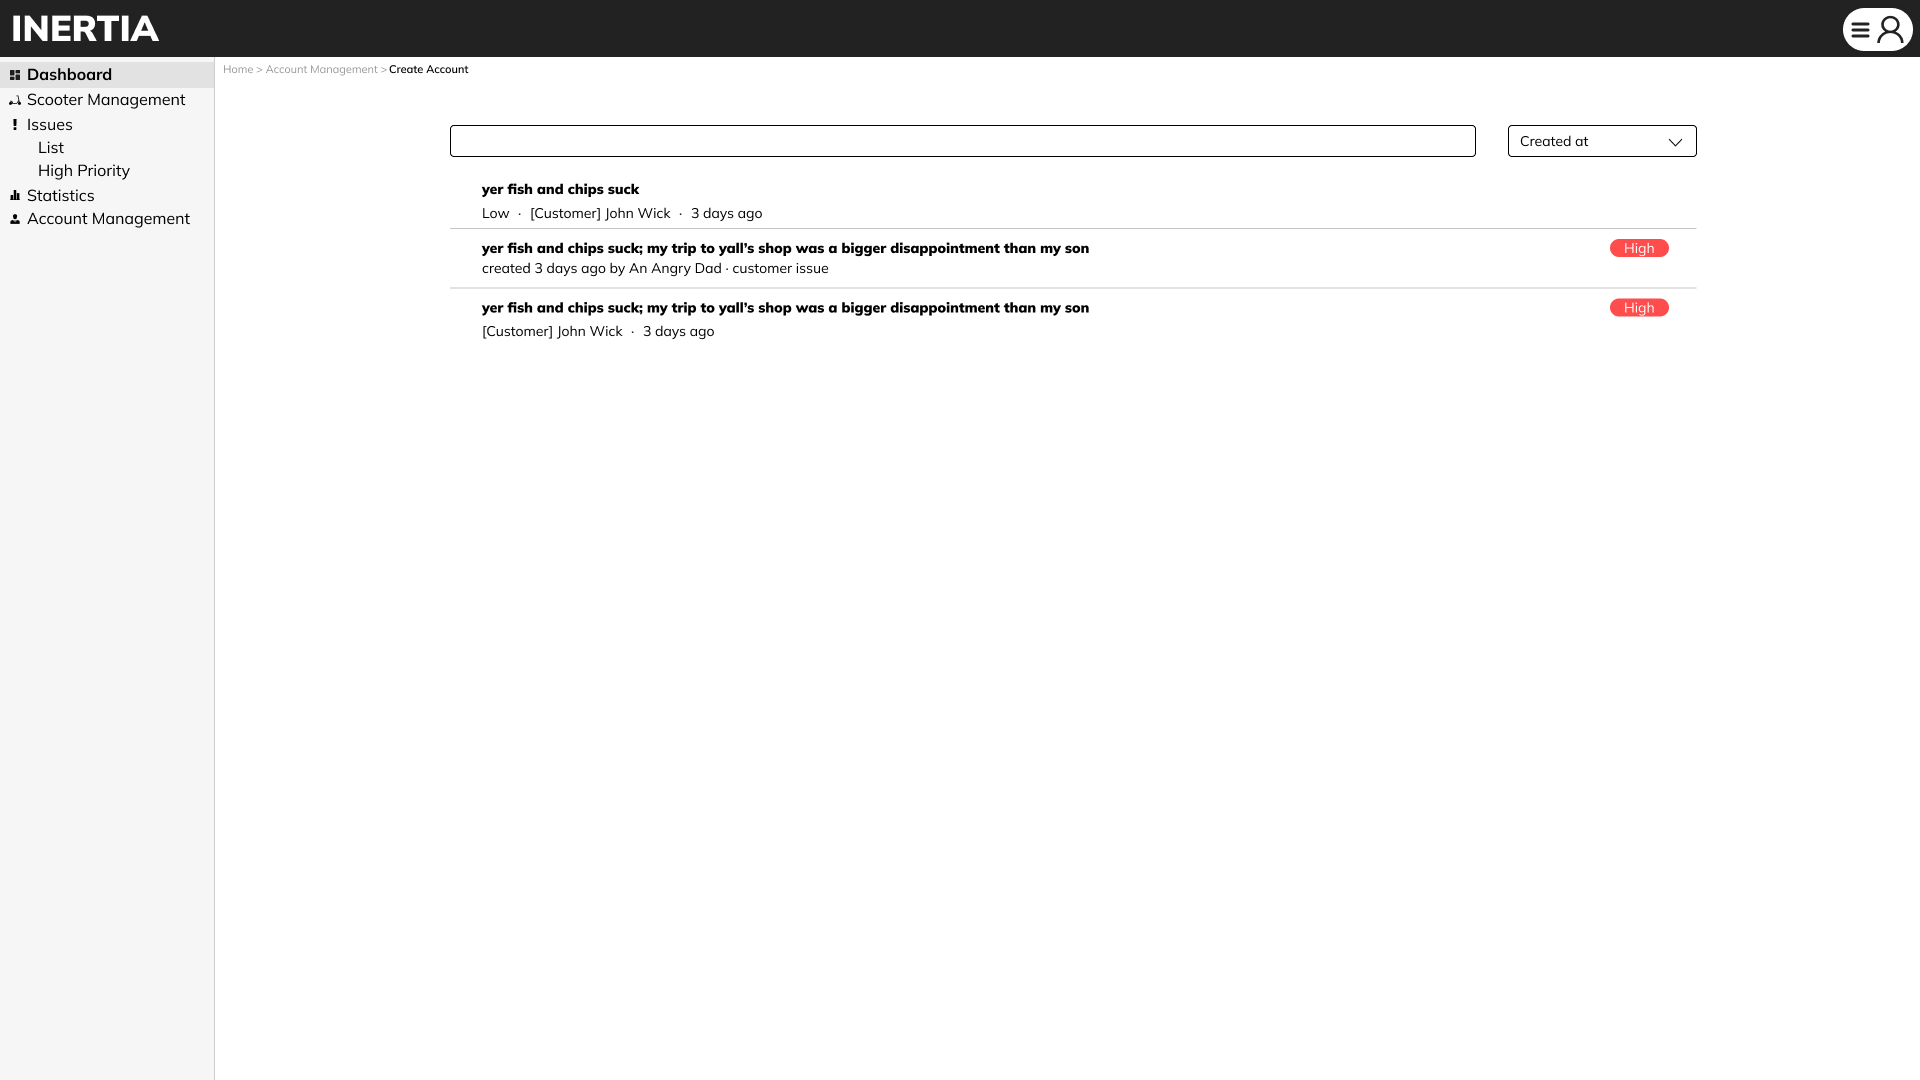 INERTIA
Dashboard
Scooter Management
Issues
List
High Priority
Statistics
Account Management
Home > Account Management > Create Account
Created at
yer fish and chips suck
Low · [Customer] John Wick · 3 days ago
yer fish and chips suck; my trip to yall's shop was a bigger disappointment than my son High
created 3 days ago by An Angry Dad · customer issue
yer fish and chips suck; my trip to yall's shop was a bigger disappointment than my son High
[Customer] John Wick · 3 days ago